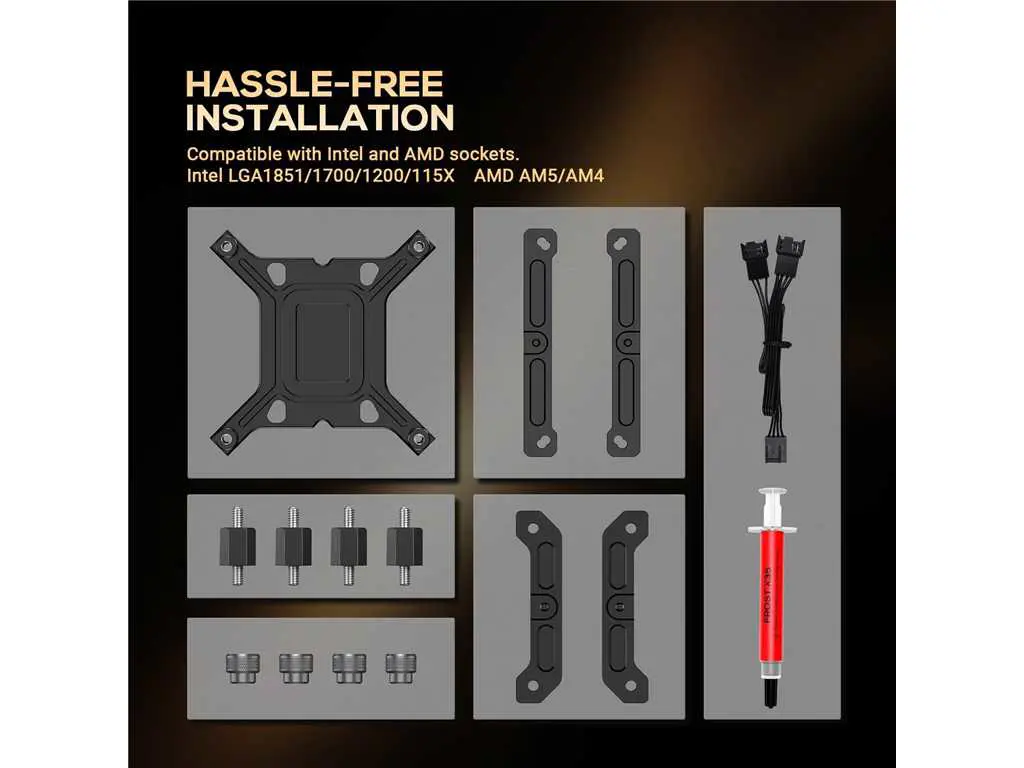 HASSLE-FREE
INSTALLATION
Compatible with Intel and AMD sockets.
Intel LGA1851/1700/1200/115X AMD AM5/AM4
FROST X35